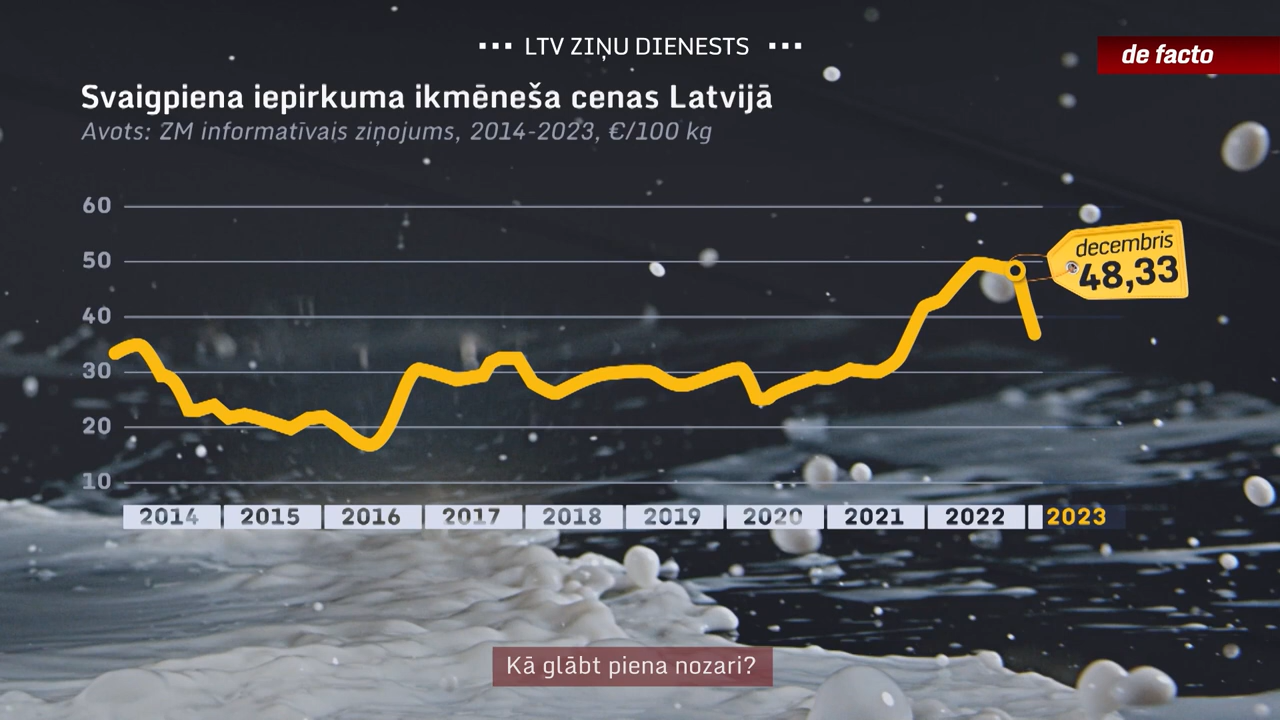 LTV ZIŅU DIENESTS
de facto
Svaigpiena iepirkuma ikmēneša cenas Latvijā
Avots: ZM informatīvais ziņojums, 2014-2023, €/100 kg
60
50
40
30
20
10
decembris
48,33
2014 2015 2016 2017 2018 2019 2020 2021 2022 2023
Kā glābt piena nozari?